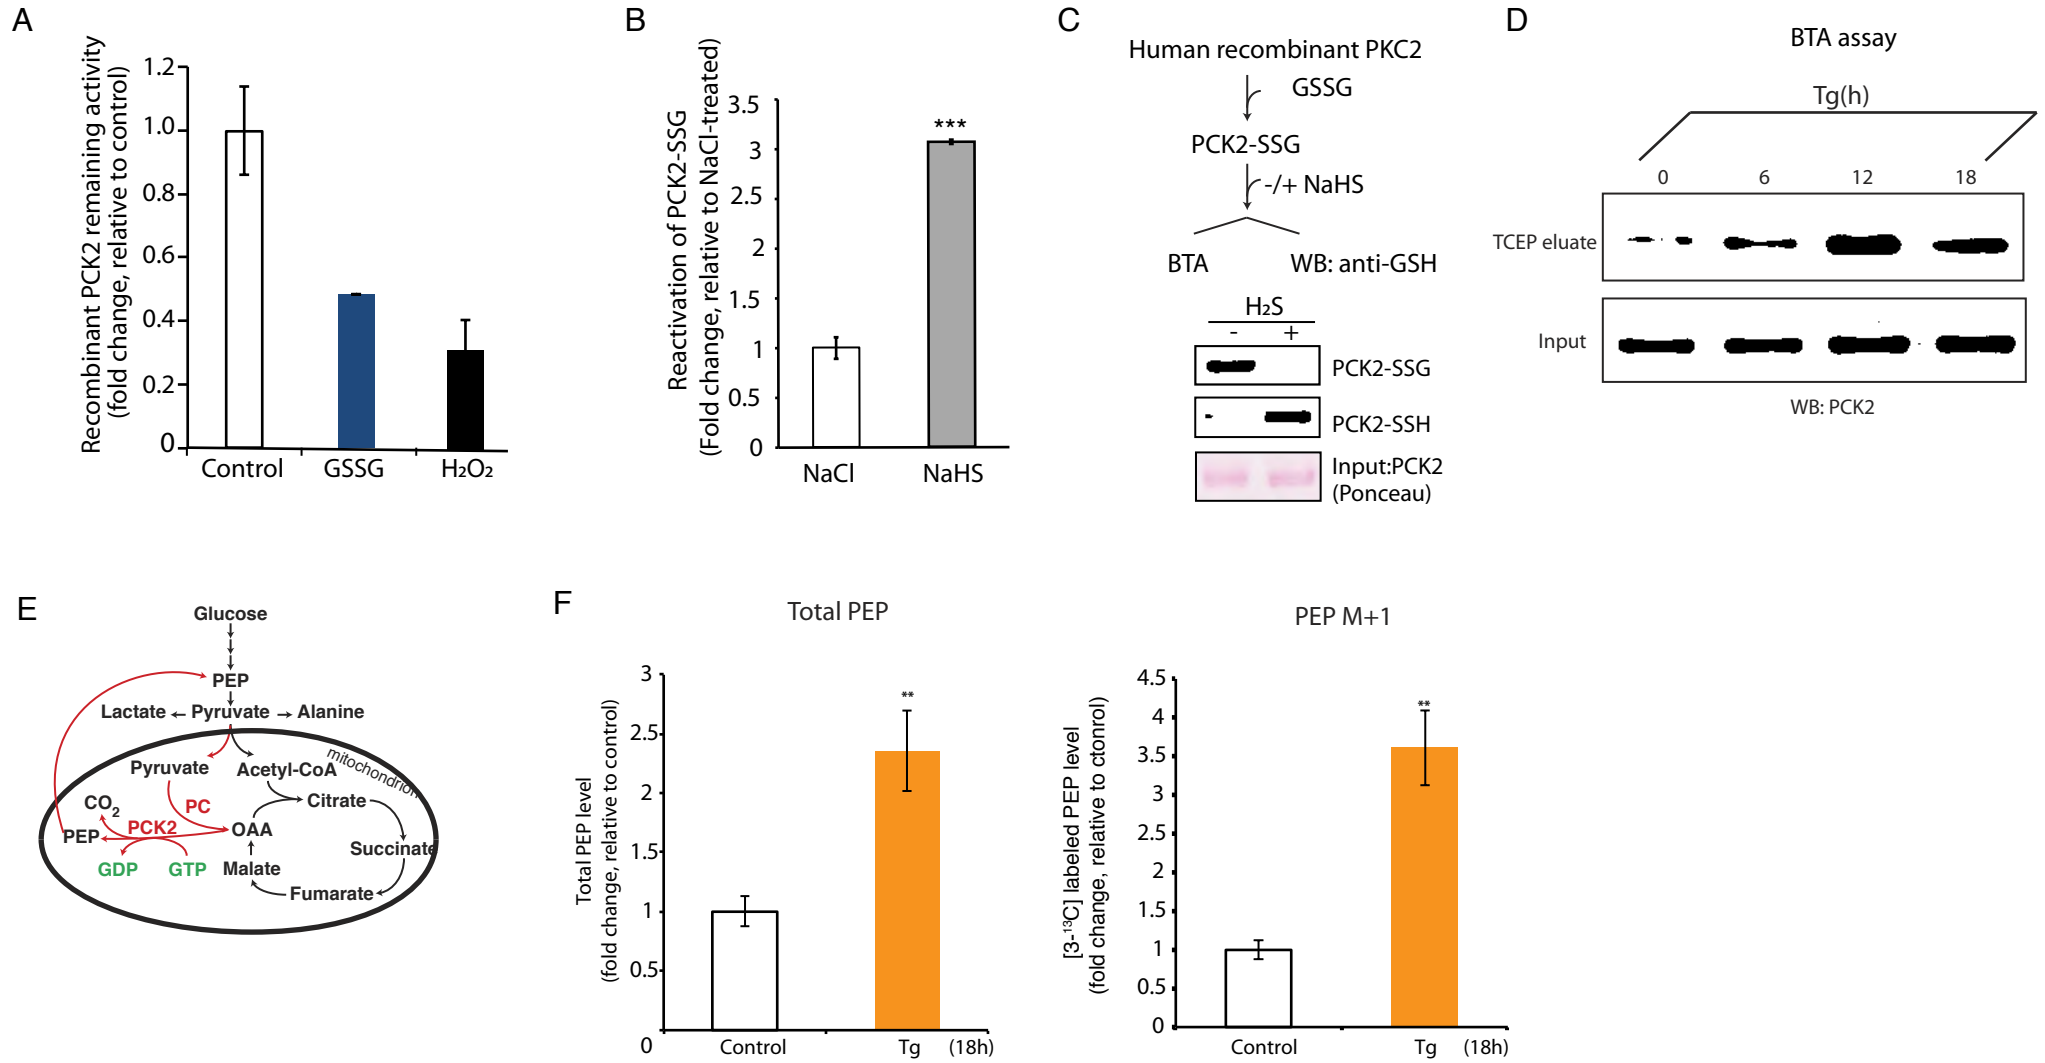 A
Recombinant PCK2 remaining activity
(fold change, relative to control)
1.2
1.0
0.8
0.6
0.4
0.2
0
Control
GSSG
H₂O₂
B
Reactivation of PCK2-SSG
(Fold change, relative to NaCl-treated)
3.5
3
2.5
2
1.5
1
0.5
0
***
NaCl
NaHS
C
Human recombinant PKC2
GSSG
PCK2-SSG
-/+ NaHS
BTA
WB: anti-GSH
H₂S
- +
PCK2-SSG
PCK2-SSH
Input:PCK2
(Ponceau)
D
BTA assay
Tg(h)
0 6 12 18
TCEP eluate
Input
WB: PCK2
E
Glucose
PEP
Lactate Pyruvate Alanine
mitochondrion
Pyruvate Acetyl-CoA
CO₂ PC Citrate
PEP PCK2 OAA
Succinate
GDP GTP Malate
Fumarate
F
Total PEP
Total PEP level
(fold change, relative to control)
3
2.5
2
1.5
1
0.5
0
**
Control
Tg (18h)
PEP M+1
[3-¹³C] labeled PEP level
(fold change, relative to ctonrol)
4.5
4
3.5
3
2.5
2
1.5
1
0.5
0
**
Control
Tg (18h)